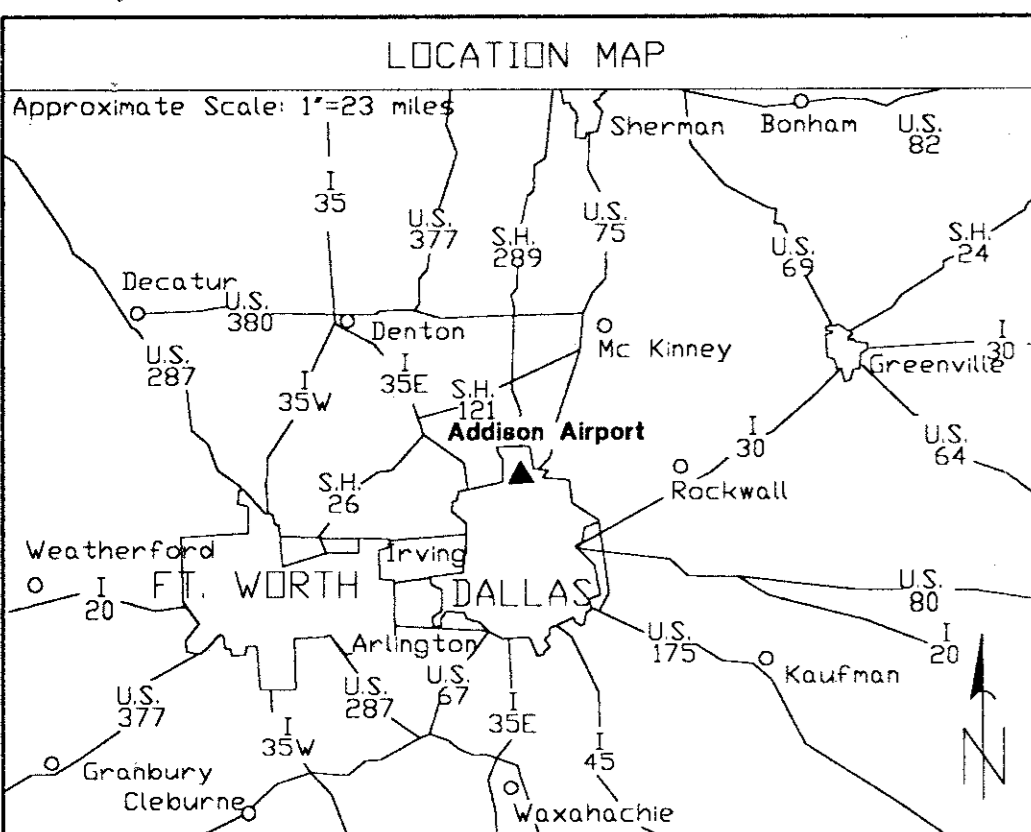 LOCATION MAP
Approximate Scale: 1"=23 miles
Sherman
Bonham
U.S.
82
I
35
U.S.
377
S.H.
289
U.S.
75
U.S.
69
S.H.
24
Decatur
U.S.
380
Denton
Mc Kinney
I
30
Greenville
U.S.
287
I
35W
I
35E
S.H.
121
Addison Airport
I
30
U.S.
64
S.H.
26
Rockwall
Weatherford
Irving
I
20
FT. WORTH
DALLAS
U.S.
80
Arlington
U.S.
175
I
20
Kaufman
U.S.
377
U.S.
287
U.S.
67
I
35E
I
35W
I
45
N
Granbury
Cleburne
Waxahachie